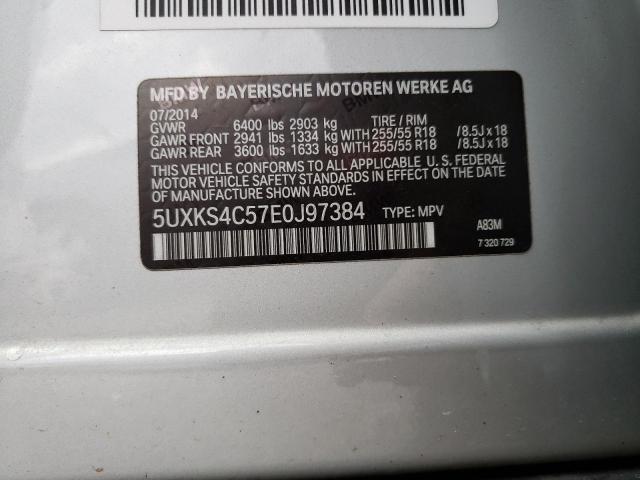 MFD BY BAYERISCHE MOTOREN WERKE AG
07/2014 TIRE / RIM
GVWR 6400 lbs 2903 kg
GAWR FRONT 2941 lbs 1334 kg WITH 255/55 R18 /8.5J x 18
GAWR REAR 3600 lbs 1633 kg WITH 255/55 R18 /8.5J x 18
THIS VEHICLE CONFORMS TO ALL APPLICABLE U. S. FEDERAL
MOTOR VEHICLE SAFETY STANDARDS IN EFFECT ON THE DATE
OF MANUFACTURE SHOWN ABOVE.
5UXKS4C57E0J97384 TYPE: MPV A83M
7 320 729